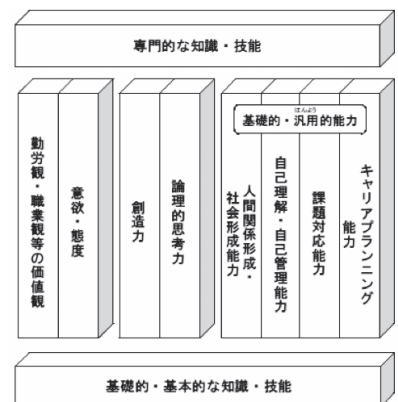 専門的な知識・技能
勤労観・職業観等の価値観
意欲・態度
創造力
論理的思考力
はんよう
基礎的・汎用的能力
人間関係形成・
社会形成能力
自己理解・自己管理能力
課題対応能力
キャリアプランニング
能力
基礎的・基本的な知識・技能